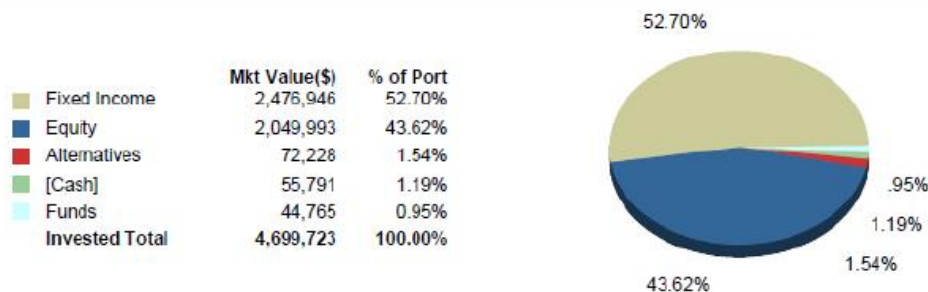 52.70%
Mkt Value($) % of Port
Fixed Income 2,476,946 52.70%
Equity 2,049,993 43.62%
Alternatives 72,228 1.54%
[Cash] 55,791 1.19%
Funds 44,765 0.95%
Invested Total 4,699,723 100.00%
.95%
1.19%
1.54%
43.62%